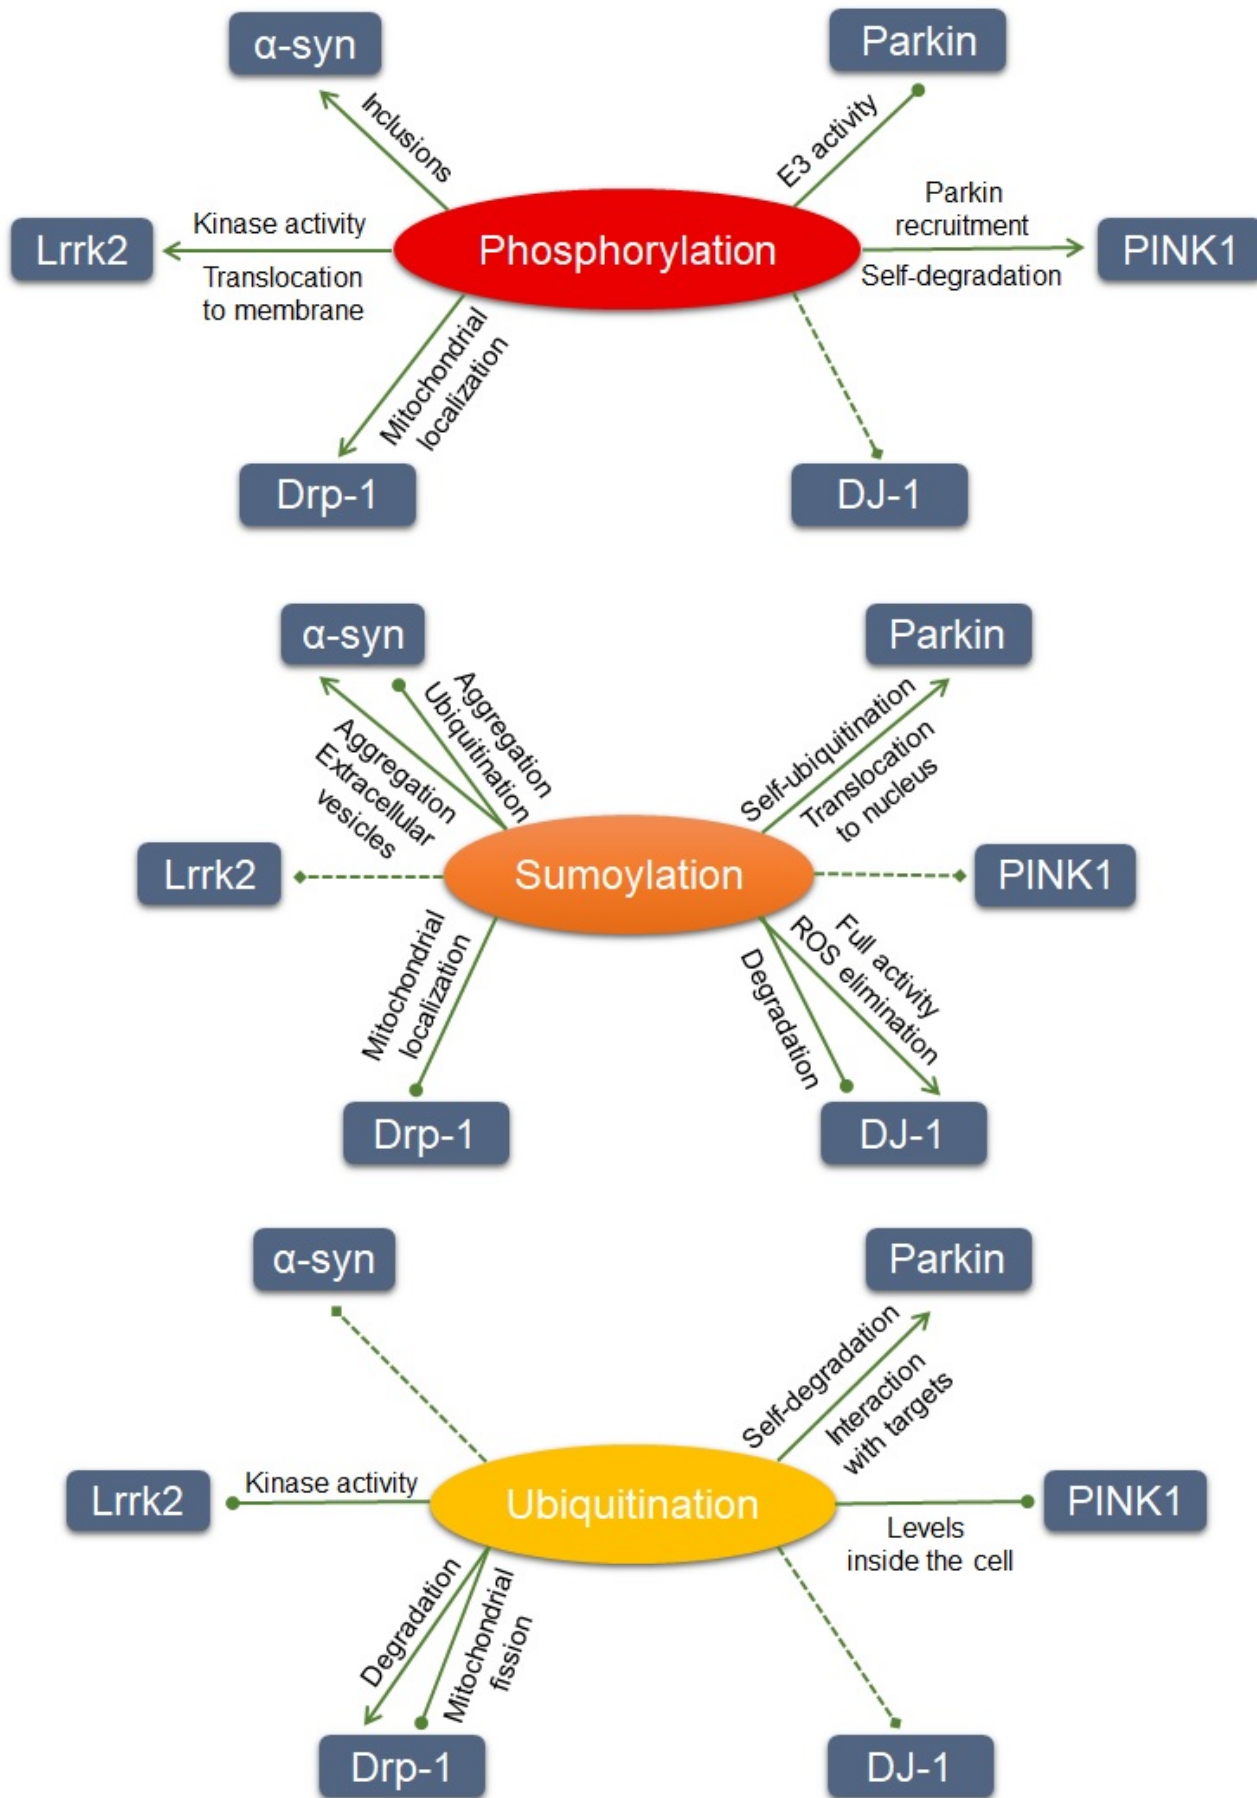 α-syn
Parkin
Inclusions
E3 activity
Kinase activity
Parkin
recruitment
Lrrk2
Phosphorylation
PINK1
Translocation
to membrane
Self-degradation
Mitochondrial
localization
Drp-1
DJ-1
α-syn
Parkin
Aggregation
Ubiquitination
Aggregation
Extracellular
vesicles
Self-ubiquitination
Translocation
to nucleus
Lrrk2
Sumoylation
PINK1
Mitochondrial
localization
Degradation
Full activity
ROS elimination
Drp-1
DJ-1
α-syn
Parkin
Self-degradation
Interaction
with targets
Lrrk2
Kinase activity
Ubiquitination
PINK1
Levels
inside the cell
Degradation
Mitochondrial
fission
Drp-1
DJ-1